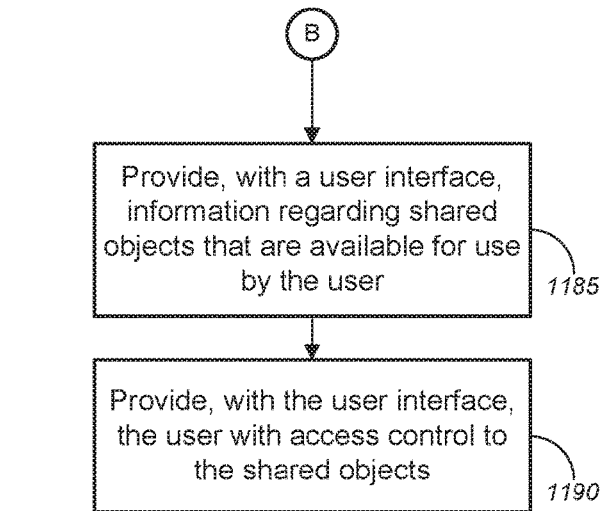 B
Provide, with a user interface,
information regarding shared
objects that are available for use
by the user
1185
Provide, with the user interface,
the user with access control to
the shared objects
1190